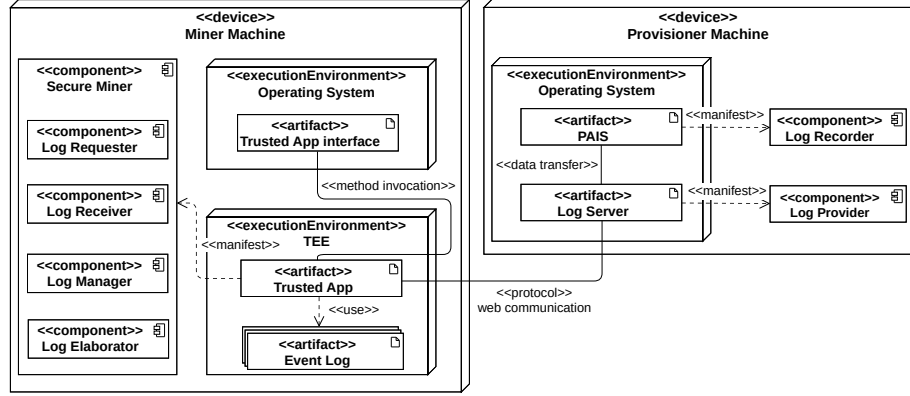 <<device>>
Miner Machine
<<component>>
Secure Miner
<<component>>
Log Requester
<<component>>
Log Receiver
<<component>>
Log Manager
<<component>>
Log Elaborator
<<executionEnvironment>>
Operating System
<<artifact>>
Trusted App interface
<<method invocation>>
<<executionEnvironment>>
TEE
<<manifest>>
<<artifact>>
Trusted App
<<use>>
<<artifact>>
Event Log
<<protocol>>
web communication
<<device>>
Provisioner Machine
<<executionEnvironment>>
Operating System
<<artifact>>
PAIS
<<manifest>>
<<component>>
Log Recorder
<<data transfer>>
<<artifact>>
Log Server
<<manifest>>
<<component>>
Log Provider